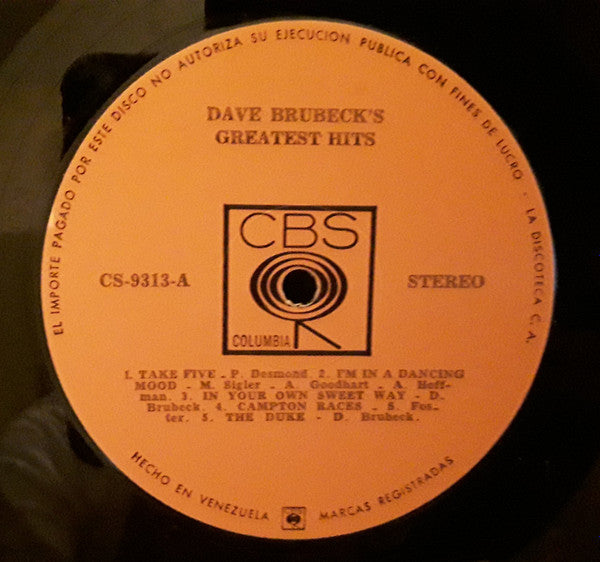 EL IMPORTE PAGADO POR ESTE DISCO NO AUTORIZA SU EJECUCION PUBLICA CON FINES DE LUCRO - LA DISCOTECA C. A.
DAVE BRUBECK'S
GREATEST HITS
CBS
CS-9313-A
STEREO
COLUMBIA
1. TAKE FIVE - P. Desmond. 2. I'M IN A DANCING
MOOD - M. Sigler - A. Goodhart - A. Hoff-
man. 3. IN YOUR OWN SWEET WAY - D.
Brubeck. 4. CAMPTON RACES - S. Fos-
ter. 5. THE DUKE - D. Brubeck.
HECHO EN VENEZUELA MARCAS REGISTRADAS